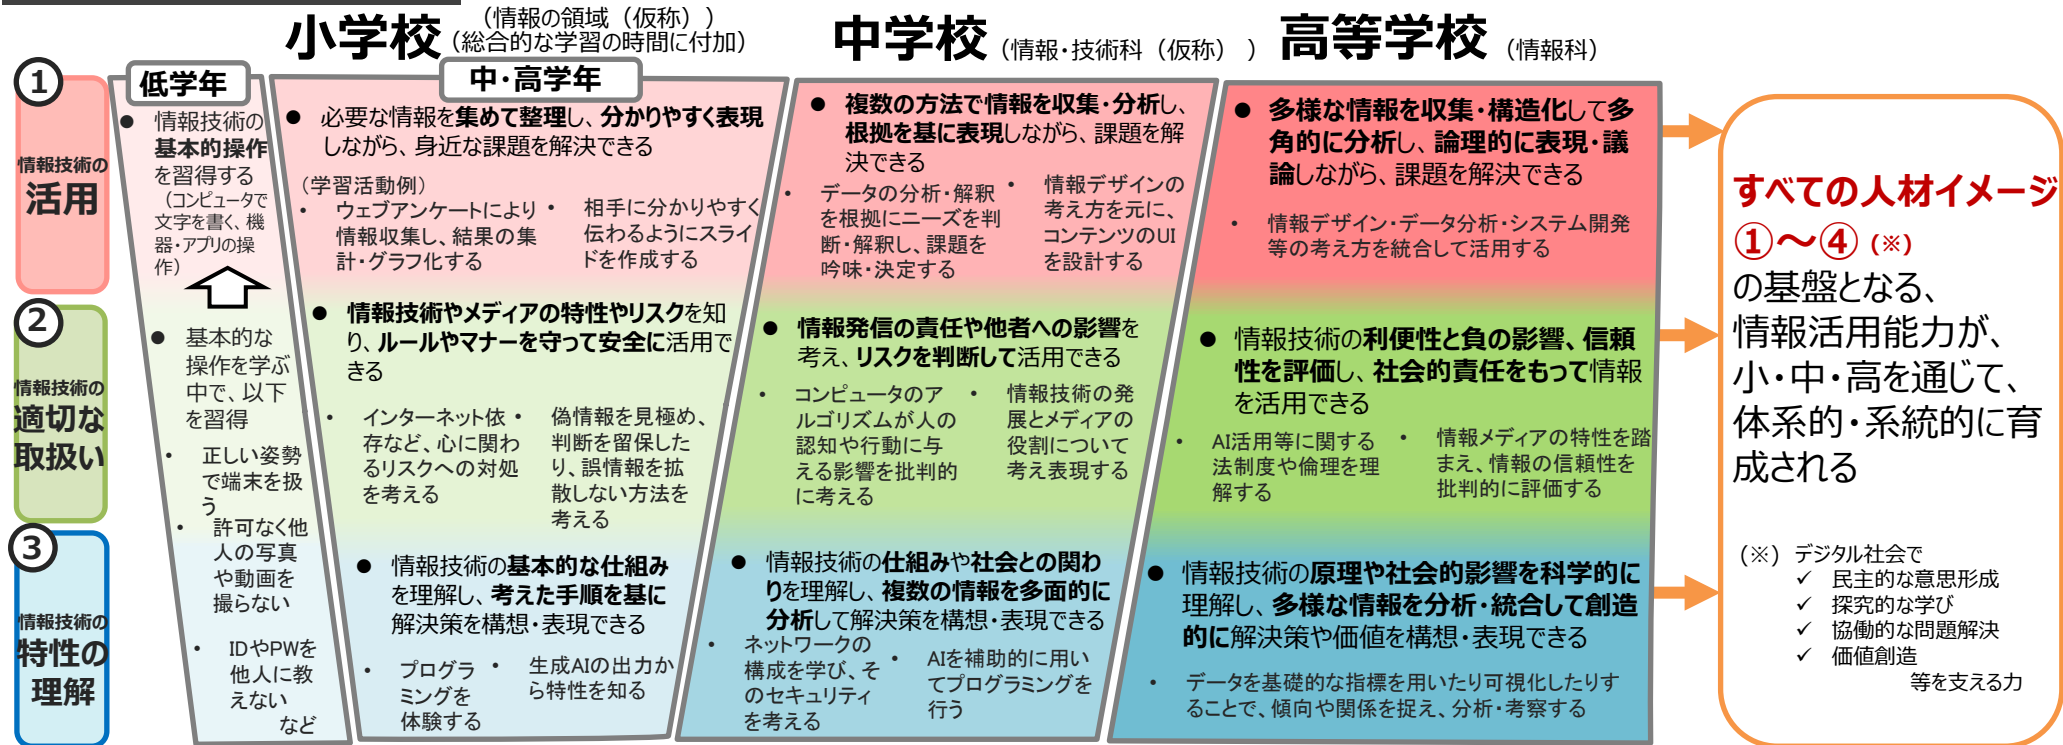 小学校
（情報の領域（仮称））
（総合的な学習の時間に付加）
中学校（情報・技術科（仮称））
高等学校（情報科）
①
情報技術の
活用
②
情報技術の
適切な
取扱い
③
情報技術の
特性の
理解
低学年
● 情報技術の
基本的操作
を習得する
（コンピュータで
文字を書く、機
器・アプリの操
作）
● 基本的な
操作を学ぶ
中で、以下
を習得
・ 正しい姿勢
で端末を扱
う
・ 許可なく他
人の写真
や動画を
撮らない
・ IDやPWを
他人に教
えない
など
中・高学年
● 必要な情報を集めて整理し、分かりやすく表現
しながら、身近な課題を解決できる
（学習活動例）
・ ウェブアンケートにより
情報収集し、結果の集
計・グラフ化する
・ 相手に分かりやすく
伝わるようにスライ
ドを作成する
● 情報技術やメディアの特性やリスクを知
り、ルールやマナーを守って安全に活用で
きる
・ インターネット依
存など、心に関わ
るリスクへの対処
を考える
・ 偽情報を見極め、
判断を留保した
り、誤情報を拡
散しない方法を
考える
● 情報技術の基本的な仕組み
を理解し、考えた手順を基に
解決策を構想・表現できる
・ プログラ
ミングを
体験する
・ 生成AIの出力か
ら特性を知る
● 複数の方法で情報を収集・分析し、
根拠を基に表現しながら、課題を解
決できる
・ データの分析・解釈
を根拠にニーズを判
断・解釈し、課題を
吟味・決定する
・ 情報デザインの
考え方を元に、
コンテンツのUI
を設計する
● 情報発信の責任や他者への影響を
考え、リスクを判断して活用できる
・ コンピュータのア
ルゴリズムが人の
認知や行動に与
える影響を批判的
に考える
・ 情報技術の発
展とメディアの
役割について
考え表現する
● 情報技術の仕組みや社会との関わ
りを理解し、複数の情報を多面的に
分析して解決策を構想・表現できる
・ ネットワークの
構成を学び、そ
のセキュリティ
を考える
・ AIを補助的に用い
てプログラミングを
行う
● 多様な情報を収集・構造化して多
角的に分析し、論理的に表現・議
論しながら、課題を解決できる
・ 情報デザイン・データ分析・システム開発
等の考え方を統合して活用する
● 情報技術の利便性と負の影響、信頼
性を評価し、社会的責任をもって情報
を活用できる
・ AI活用等に関する
法制度や倫理を理
解する
・ 情報メディアの特性を踏
まえ、情報の信頼性を
批判的に評価する
● 情報技術の原理や社会的影響を科学的に
理解し、多様な情報を分析・統合して創造
的に解決策や価値を構想・表現できる
・ データを基礎的な指標を用いたり可視化したりす
ることで、傾向や関係を捉え、分析・考察する
すべての人材イメージ
①～④（※）
の基盤となる、
情報活用能力が、
小・中・高を通じて、
体系的・系統的に育
成される
（※）デジタル社会で
✓ 民主的な意思形成
✓ 探究的な学び
✓ 協働的な問題解決
✓ 価値創造
等を支える力